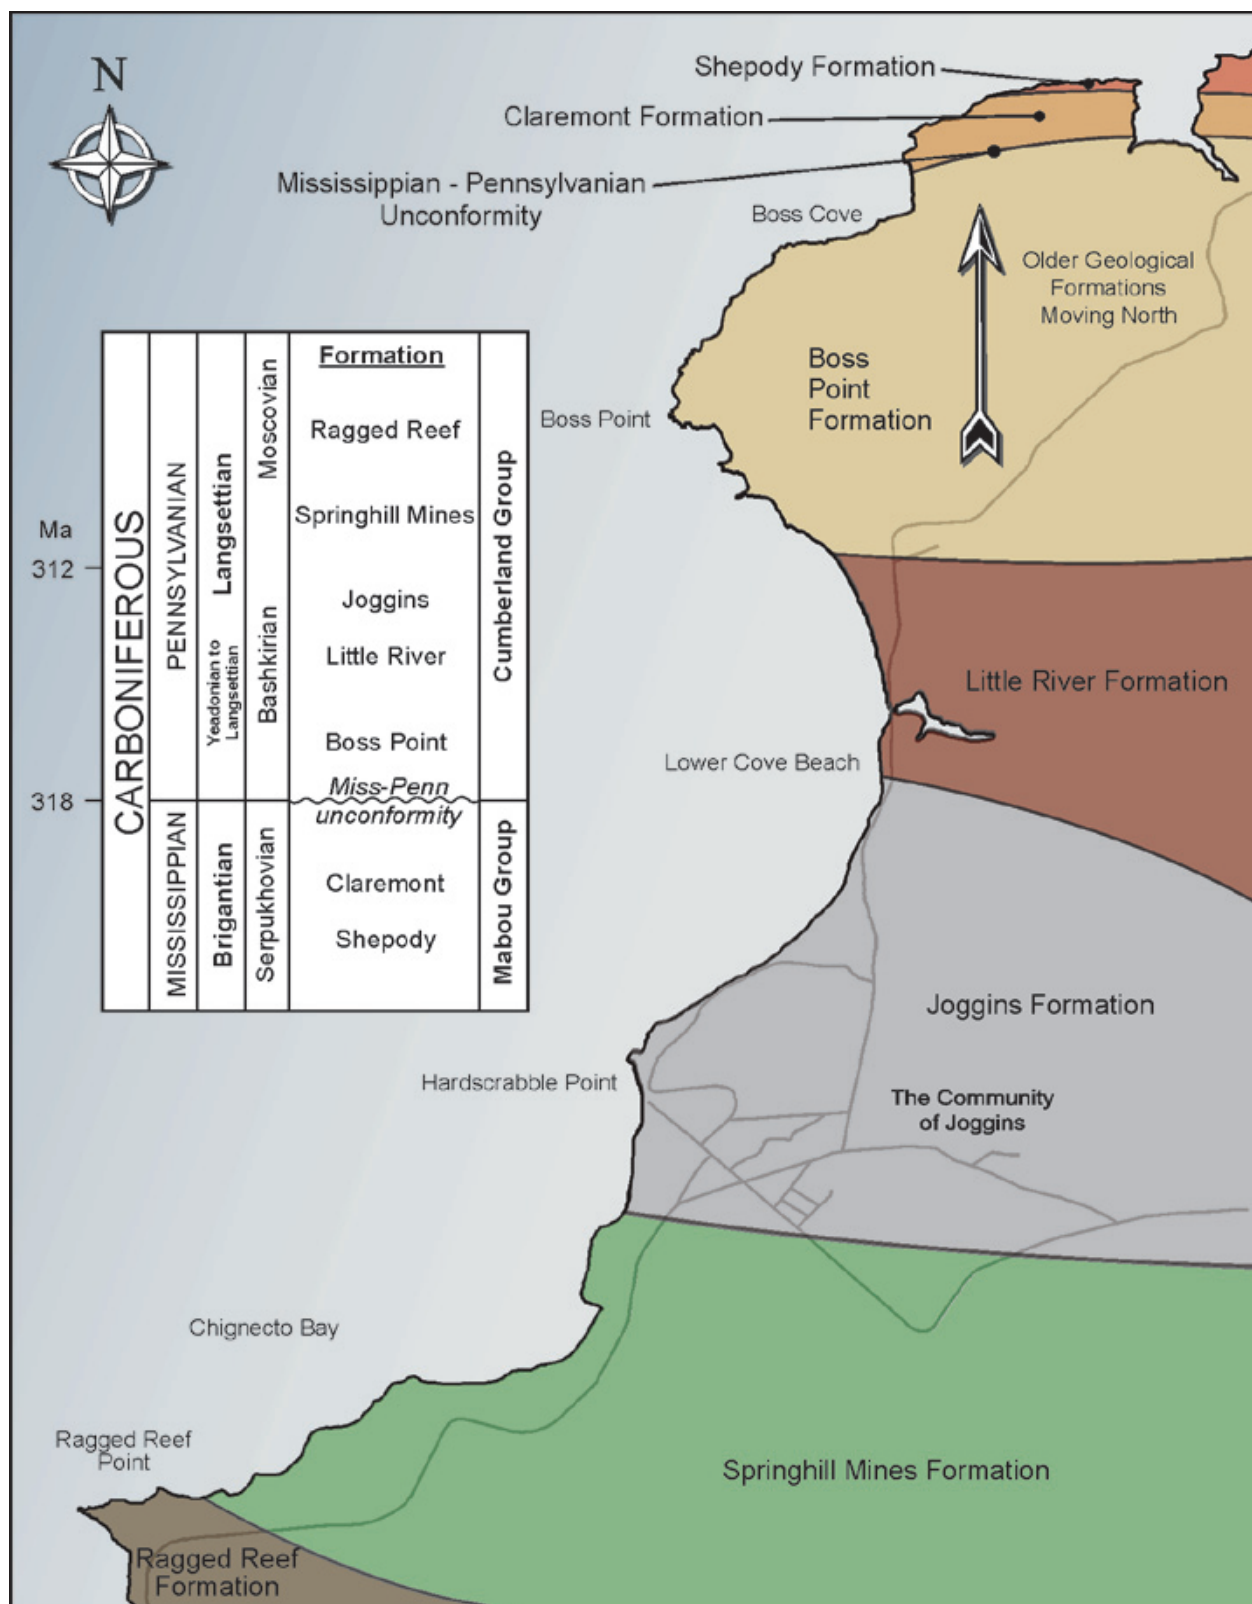 N
Shepody Formation
Claremont Formation
Mississippian - Pennsylvanian
Unconformity
Boss Cove
Older Geological
Formations
Moving North
Boss
Point
Formation
Boss Point
Little River Formation
Lower Cove Beach
Joggins Formation
Hardscrabble Point
The Community
of Joggins
Chignecto Bay
Springhill Mines Formation
Ragged Reef
Point
Ragged Reef
Formation
Ma
312
318
CARBONIFEROUS
PENNSYLVANIAN
MISSISSIPPIAN
Langsettian
Yeadonian to
Langsettian
Brigantian
Moscovian
Bashkirian
Serpukhovian
Formation
Ragged Reef
Springhill Mines
Joggins
Little River
Boss Point
Miss-Penn
unconformity
Claremont
Shepody
Cumberland Group
Mabou Group